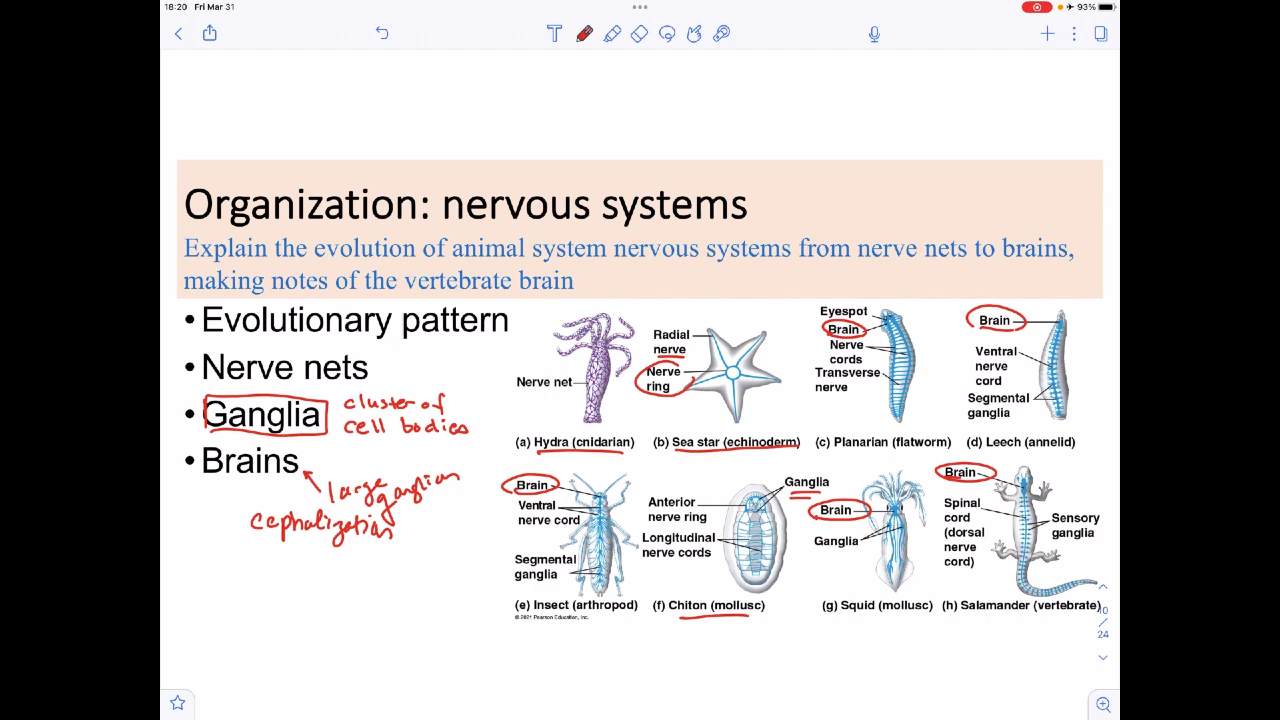 18:20 Fri Mar 31
93%
T
Organization: nervous systems
Explain the evolution of animal system nervous systems from nerve nets to brains,
making notes of the vertebrate brain
• Evolutionary pattern
• Nerve nets
• Ganglia
cluster of
cell bodies
• Brains
large
ganglion
cephalization
Nerve net
(a) Hydra (cnidarian)
Radial
nerve
Nerve
ring
(b) Sea star (echinoderm)
Eyespot
Brain
Nerve
cords
Transverse
nerve
(c) Planarian (flatworm)
Brain
Ventral
nerve
cord
Segmental
ganglia
(d) Leech (annelid)
Brain
Ventral
nerve cord
Segmental
ganglia
(e) Insect (arthropod)
© 2021 Pearson Education, Inc.
Ganglia
Anterior
nerve ring
Longitudinal
nerve cords
(f) Chiton (mollusc)
Brain
Ganglia
(g) Squid (mollusc)
Brain
Spinal
cord
(dorsal
nerve
cord)
Sensory
ganglia
(h) Salamander (vertebrate)
10
/
24